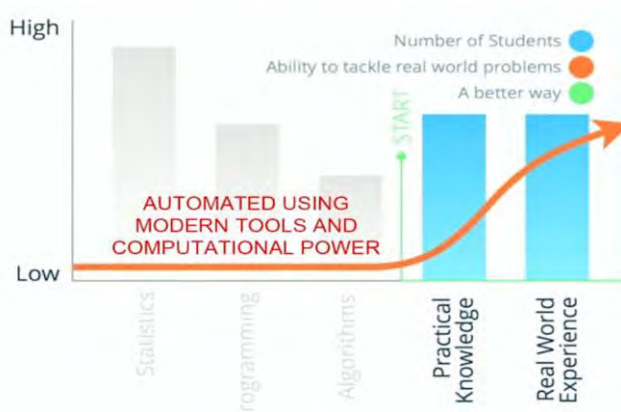 High
Number of Students
Ability to tackle real world problems
A better way
START
AUTOMATED USING
MODERN TOOLS AND
COMPUTATIONAL POWER
Low
Statistics
rogramming
Algorithms
Practical
Knowledge
Real World
Experience